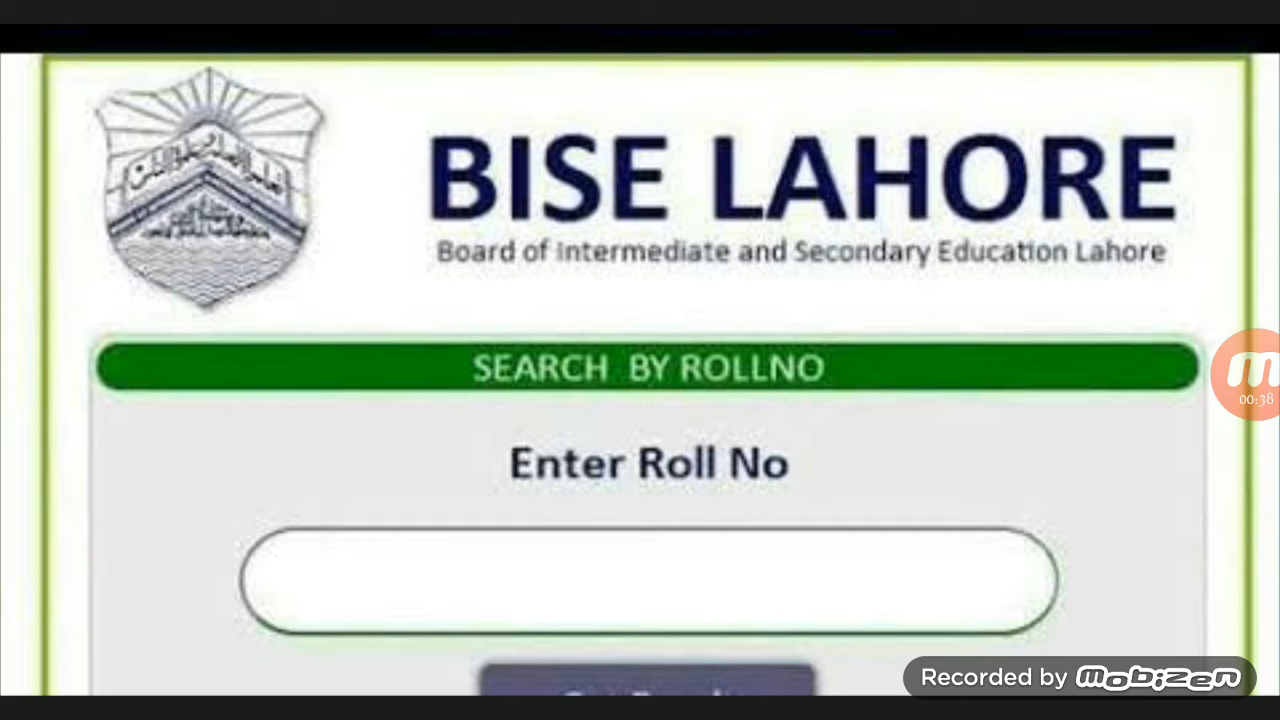 BISE LAHORE
Board of Intermediate and Secondary Education Lahore
SEARCH BY ROLLNO
Enter Roll No
00:38
Recorded by mobizen